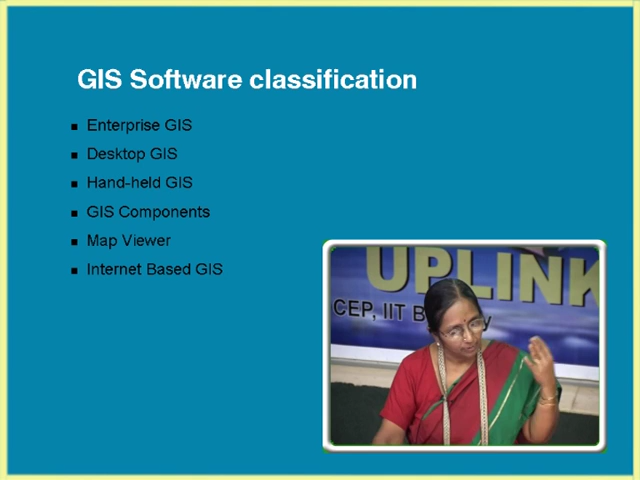 GIS Software classification
Enterprise GIS
Desktop GIS
Hand-held GIS
GIS Components
Map Viewer
Internet Based GIS
UPLINK
CEP, IIT B